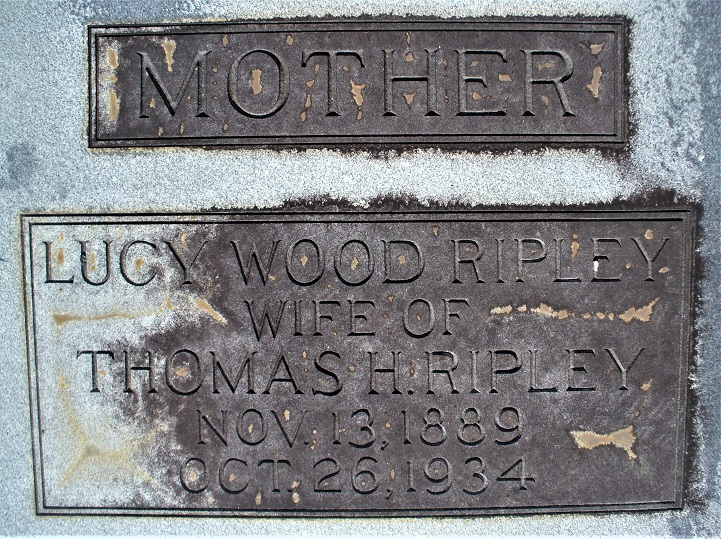 MOTHER
LUCY WOOD RIPLEY
WIFE OF
THOMAS H. RIPLEY
NOV. 13, 1889
OCT. 26, 1934